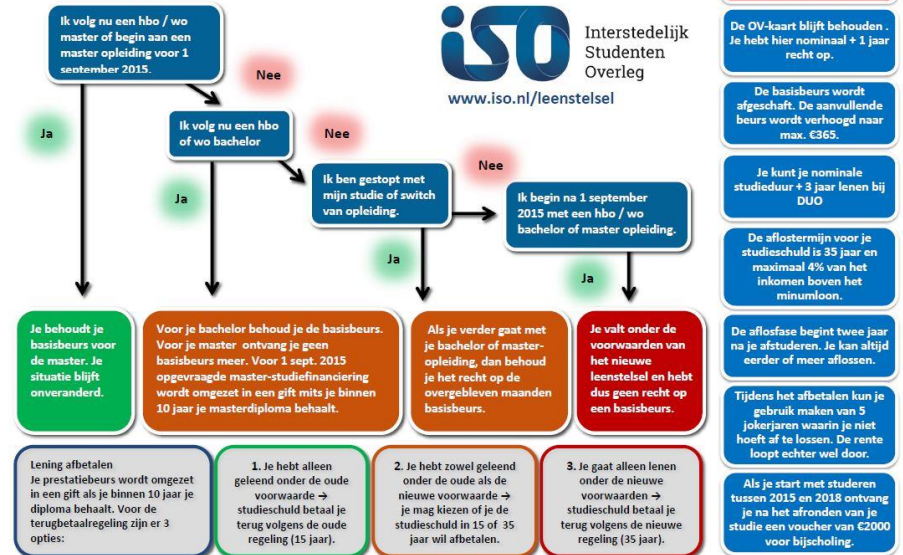 Ik volg nu een hbo / wo
master of begin aan een
master opleiding voor 1
september 2015.
Nee
Ja
iso
Interstedelijk
Studenten
Overleg
www.iso.nl/leenstelsel
Ik volg nu een hbo
of wo bachelor
Nee
Ja
Ik ben gestopt met
mijn studie of switch
van opleiding.
Nee
Ja
Ik begin na 1 september
2015 met een hbo / wo
bachelor of master opleiding.
Ja
Je behoudt je
basisbeurs voor
de master. Je
situatie blijft
onveranderd.
Voor je bachelor behoud je de basisbeurs.
Voor je master ontvang je geen
basisbeurs meer. Voor 1 sept. 2015
opgevraagde master-studiefinanciering
wordt omgezet in een gift mits je binnen
10 jaar je masterdiploma behaalt.
Als je verder gaat met
je bachelor of master-
opleiding, dan behoud
je het recht op de
overgebleven maanden
basisbeurs.
Je valt onder de
voorwaarden van
het nieuwe
leenstelsel en hebt
dus geen recht op
een basisbeurs.
Lening afbetalen
Je prestatiebeurs wordt omgezet
in een gift als je binnen 10 jaar je
diploma behaalt. Voor de
terugbetaalregeling zijn er 3
opties:
1. Je hebt alleen
geleend onder de oude
voorwaarde →
studieschuld betaal je
terug volgens de oude
regeling (15 jaar).
2. Je hebt zowel geleend
onder de oude als de
nieuwe voorwaarde →
je mag kiezen of je de
studieschuld in 15 of 35
jaar wil afbetalen.
3. Je gaat alleen lenen
onder de nieuwe
voorwaarden →
studieschuld betaal je
terug volgens de nieuwe
regeling (35 jaar).
De OV-kaart blijft behouden .
Je hebt hier nominaal + 1 jaar
recht op.
De basisbeurs wordt
afgeschaft. De aanvullende
beurs wordt verhoogd naar
max. €365.
Je kunt je nominale
studieduur + 3 jaar lenen bij
DUO
De aflostermijn voor je
studieschuld is 35 jaar en
maximaal 4% van het
inkomen boven het
minumloon.
De aflosfase begint twee jaar
na je afstuderen. Je kan altijd
eerder of meer aflossen.
Tijdens het afbetalen kun je
gebruik maken van 5
jokerjaren waarin je niet
hoeft af te lossen. De rente
loopt echter wel door.
Als je start met studeren
tussen 2015 en 2018 ontvang
je na het afronden van je
studie een voucher van €2000
voor bijscholing.